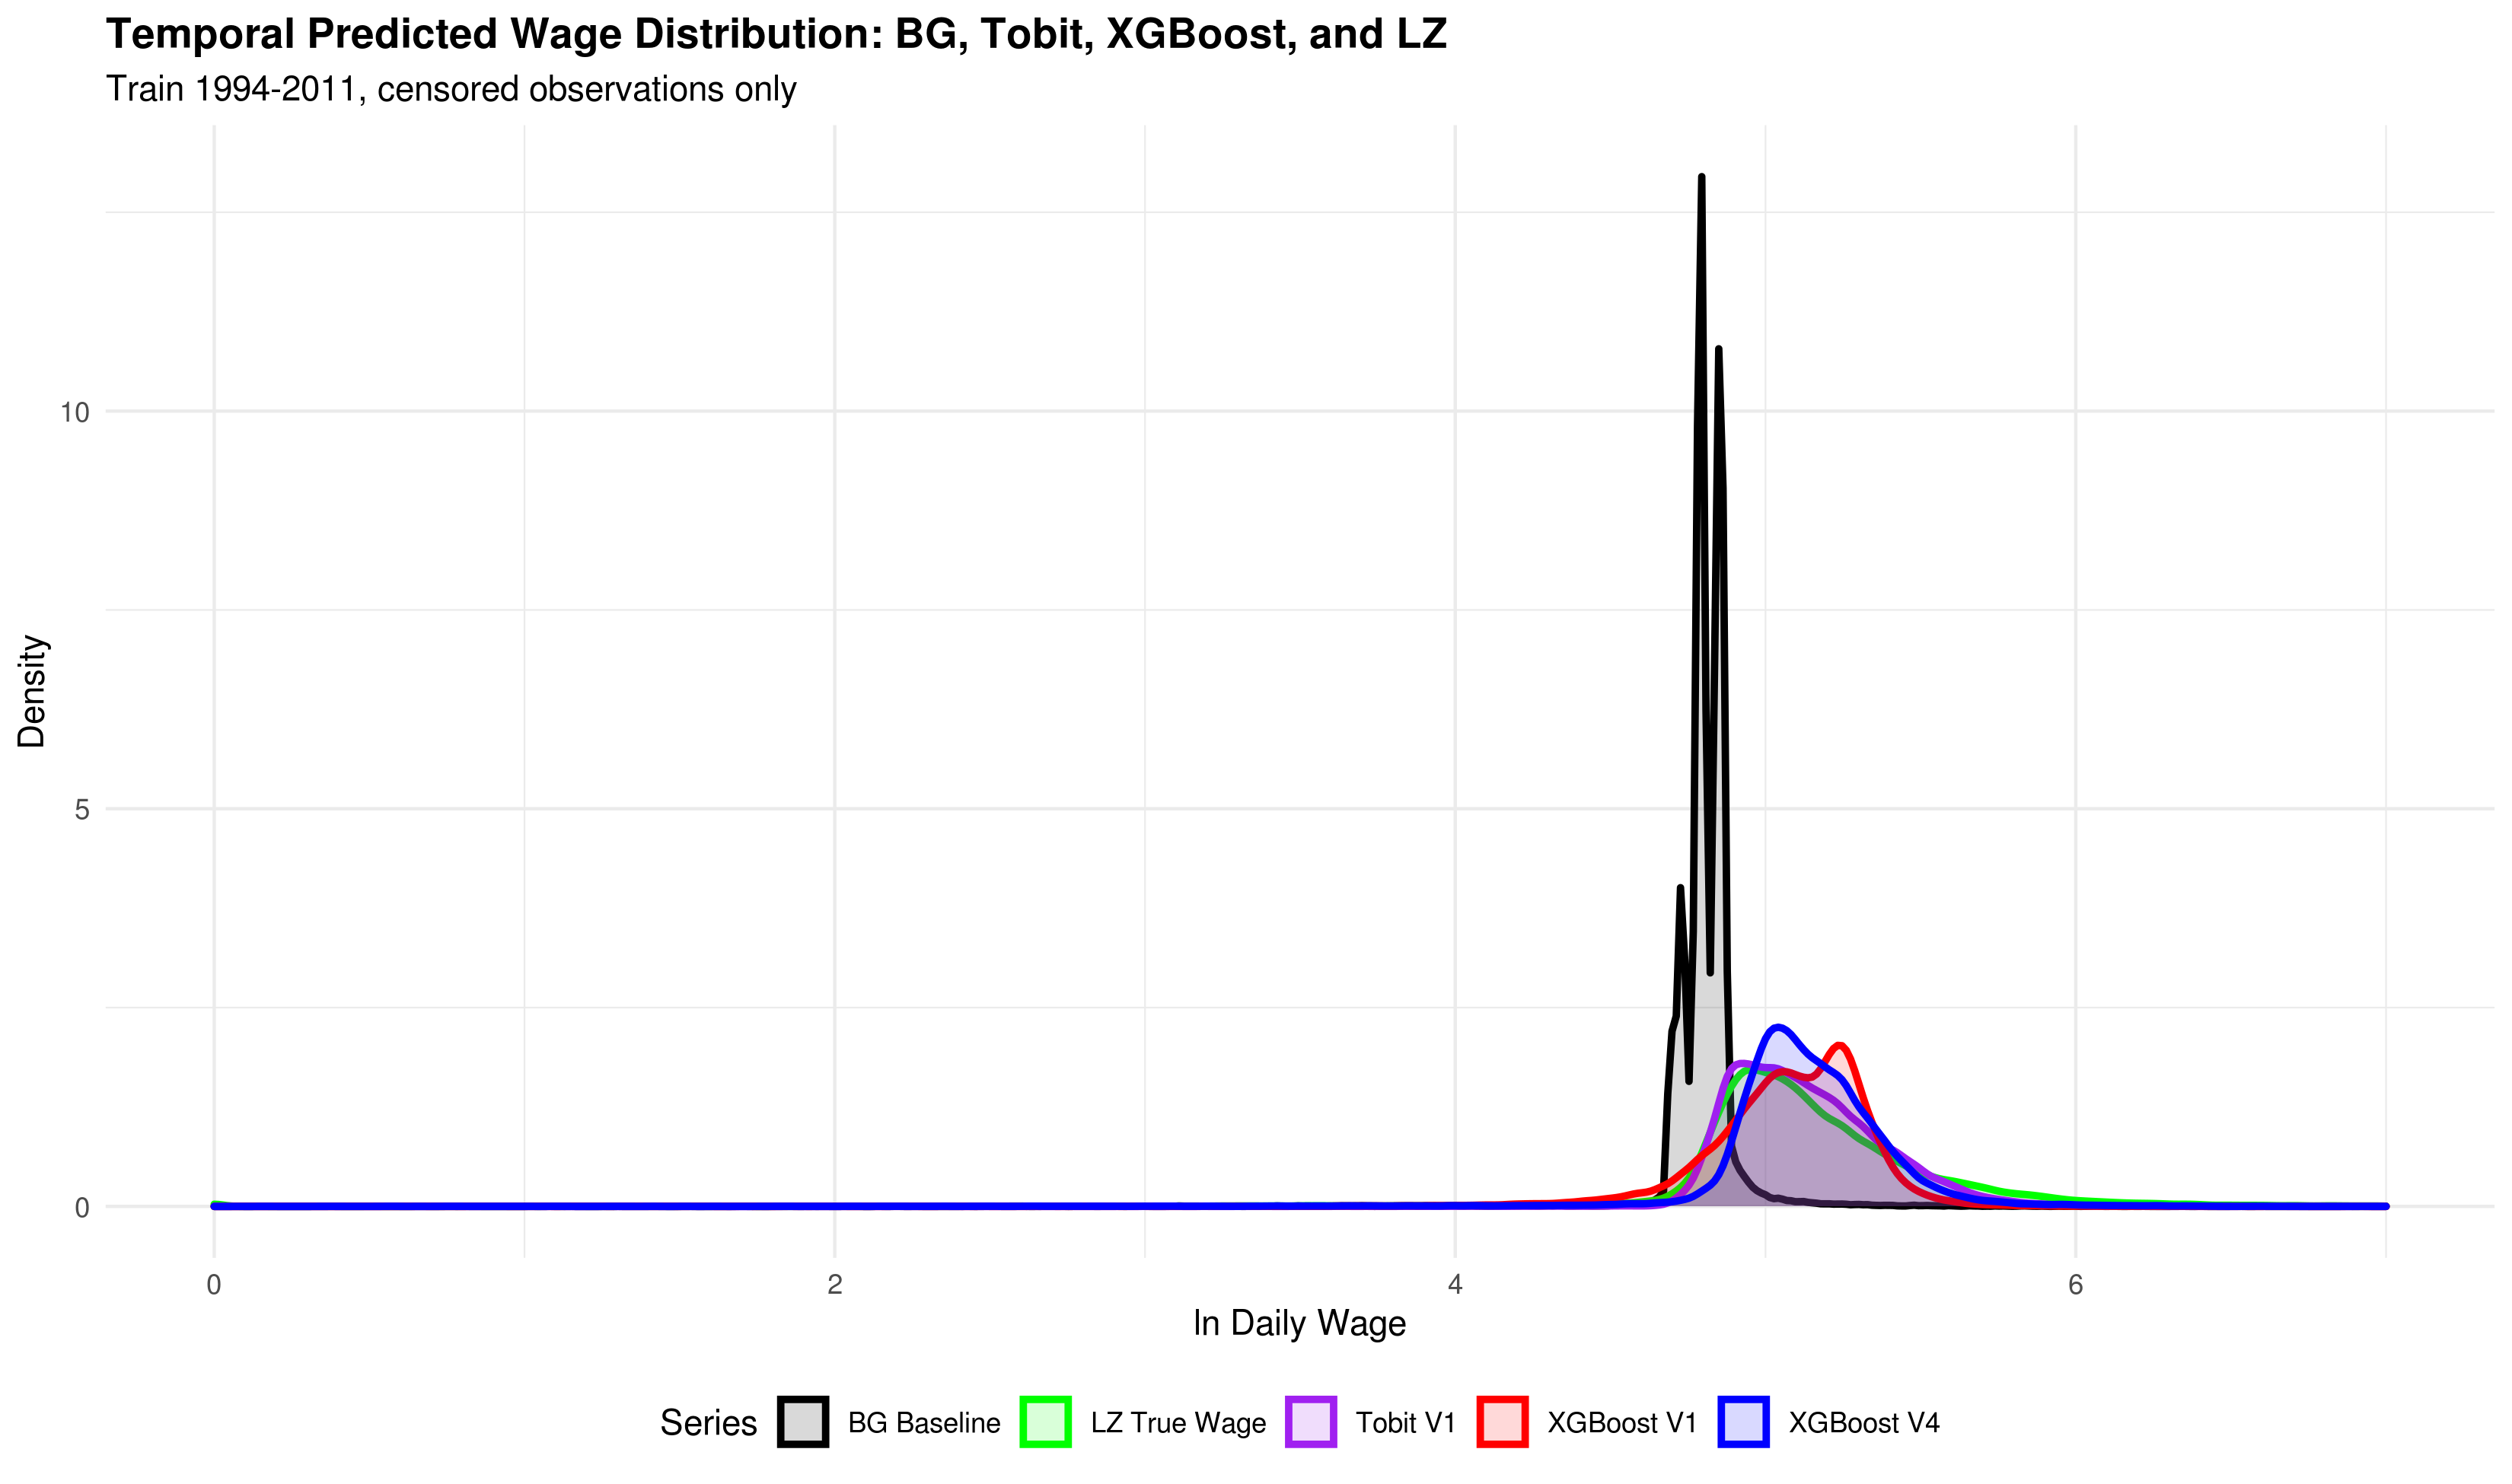 Temporal Predicted Wage Distribution: BG, Tobit, XGBoost, and LZ
Train 1994-2011, censored observations only
Density
10
5
0
0 2 4 6
ln Daily Wage
Series BG Baseline LZ True Wage Tobit V1 XGBoost V1 XGBoost V4